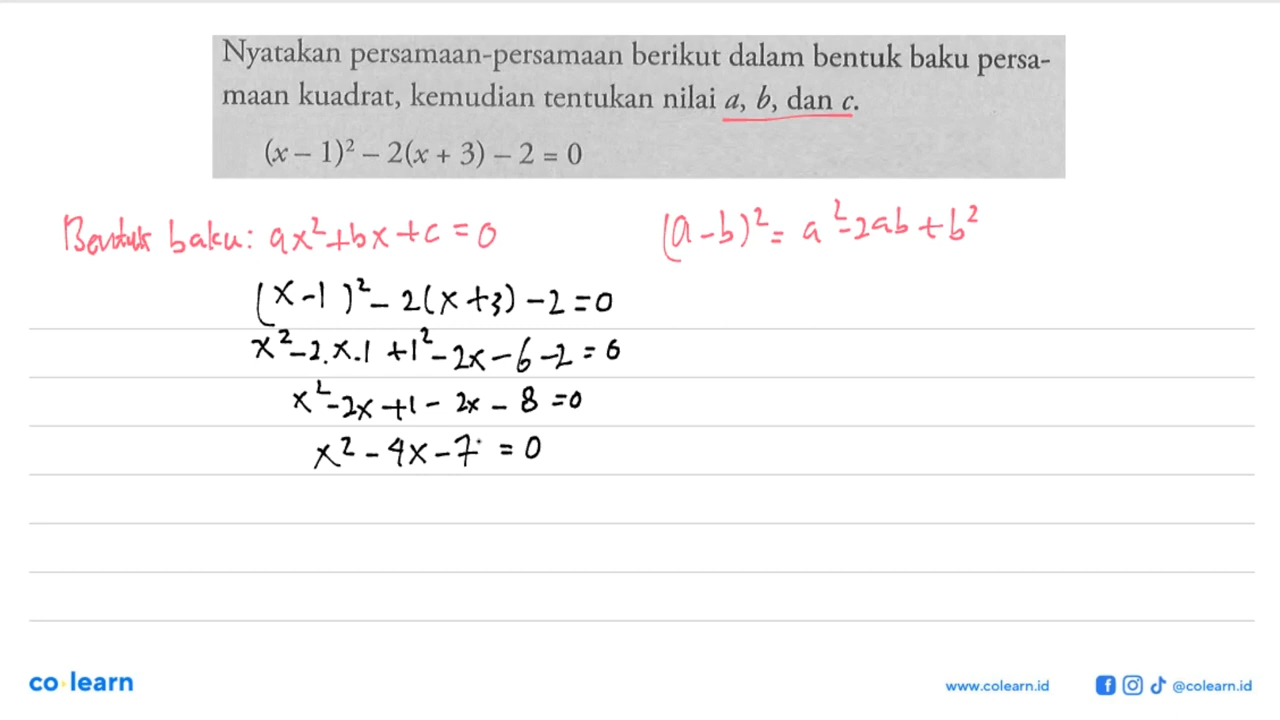 Nyatakan persamaan-persamaan berikut dalam bentuk baku persa-
maan kuadrat, kemudian tentukan nilai a, b, dan c.
(x – 1)² – 2(x + 3) – 2 = 0
Bentuk baku: ax²+bx+c=0
(a-b)²= a²-2ab+b²
(x-1)²- 2(x+3)-2=0
x²-2.x.1 +1²-2x-6-2=0
x²-2x+1- 2x - 8 =0
x² - 4x - 7 = 0
co learn
www.colearn.id
@colearn.id